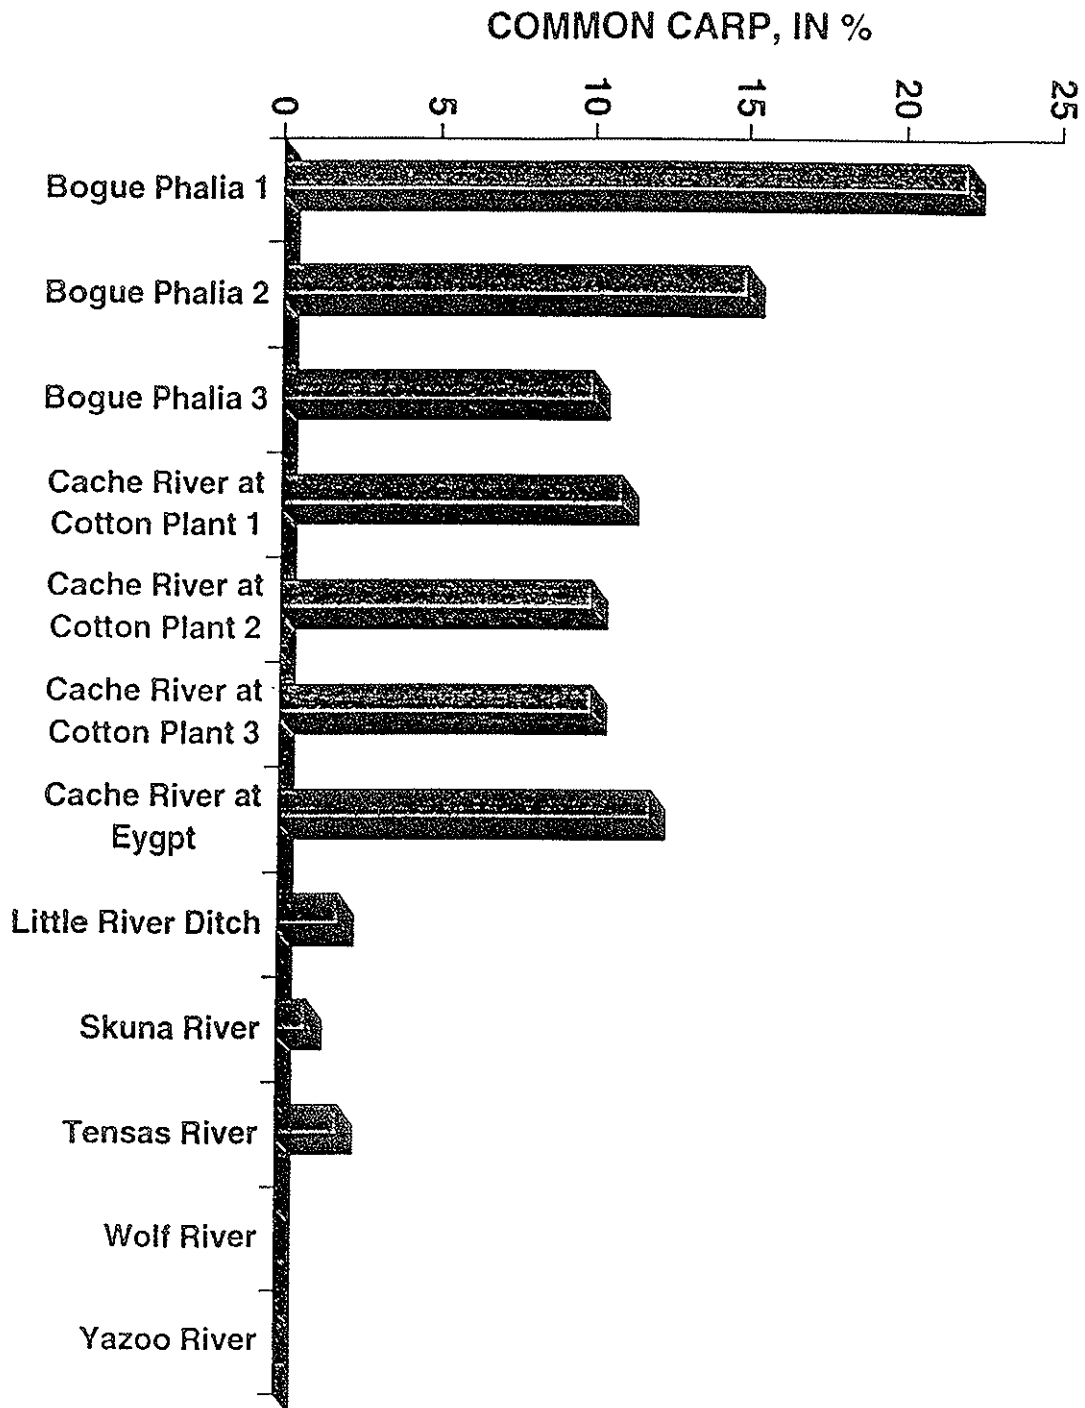 COMMON CARP, IN %
0 5 10 15 20 25
Bogue Phalia 1
Bogue Phalia 2
Bogue Phalia 3
Cache River at
Cotton Plant 1
Cache River at
Cotton Plant 2
Cache River at
Cotton Plant 3
Cache River at
Eygpt
Little River Ditch
Skuna River
Tensas River
Wolf River
Yazoo River